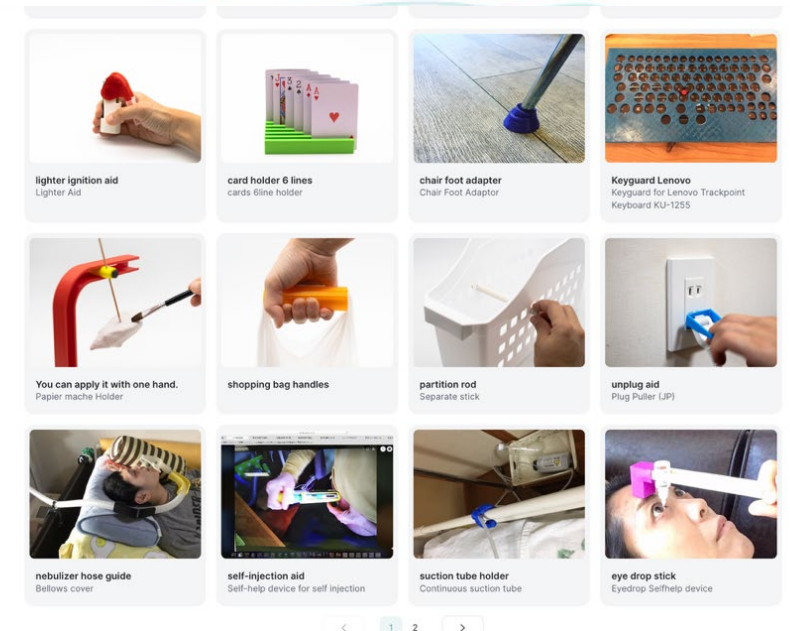 lighter ignition aid
Lighter Aid
card holder 6 lines
cards 6line holder
chair foot adapter
Chair Foot Adaptor
Keyguard Lenovo
Keyguard for Lenovo Trackpoint
Keyboard KU-1255
You can apply it with one hand.
Papier mache Holder
shopping bag handles
partition rod
Separate stick
unplug aid
Plug Puller (JP)
nebulizer hose guide
Bellows cover
self-injection aid
Self-help device for self injection
suction tube holder
Continuous suction tube
eye drop stick
Eyedrop Selfhelp device
1
2